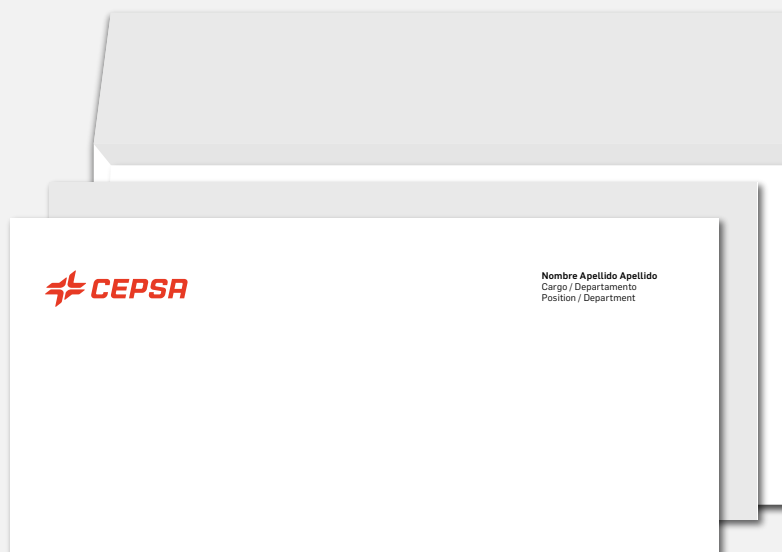 CEPSA
Nombre Apellido Apellido
Cargo / Departamento
Position / Department